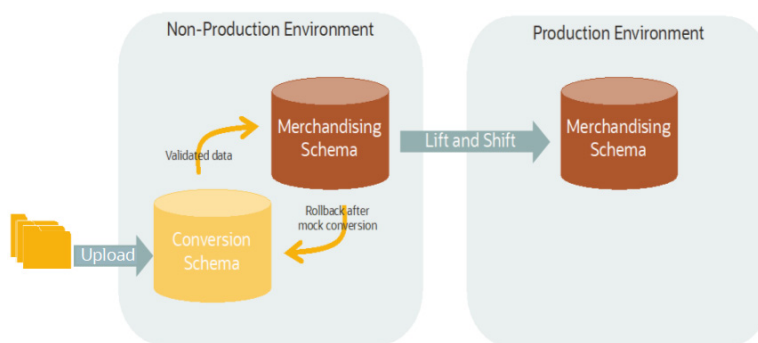 Non-Production Environment
Production Environment
Merchandising
Schema
Lift and Shift
Merchandising
Schema
Validated data
Rollback after
mock conversion
Conversion
Schema
Upload